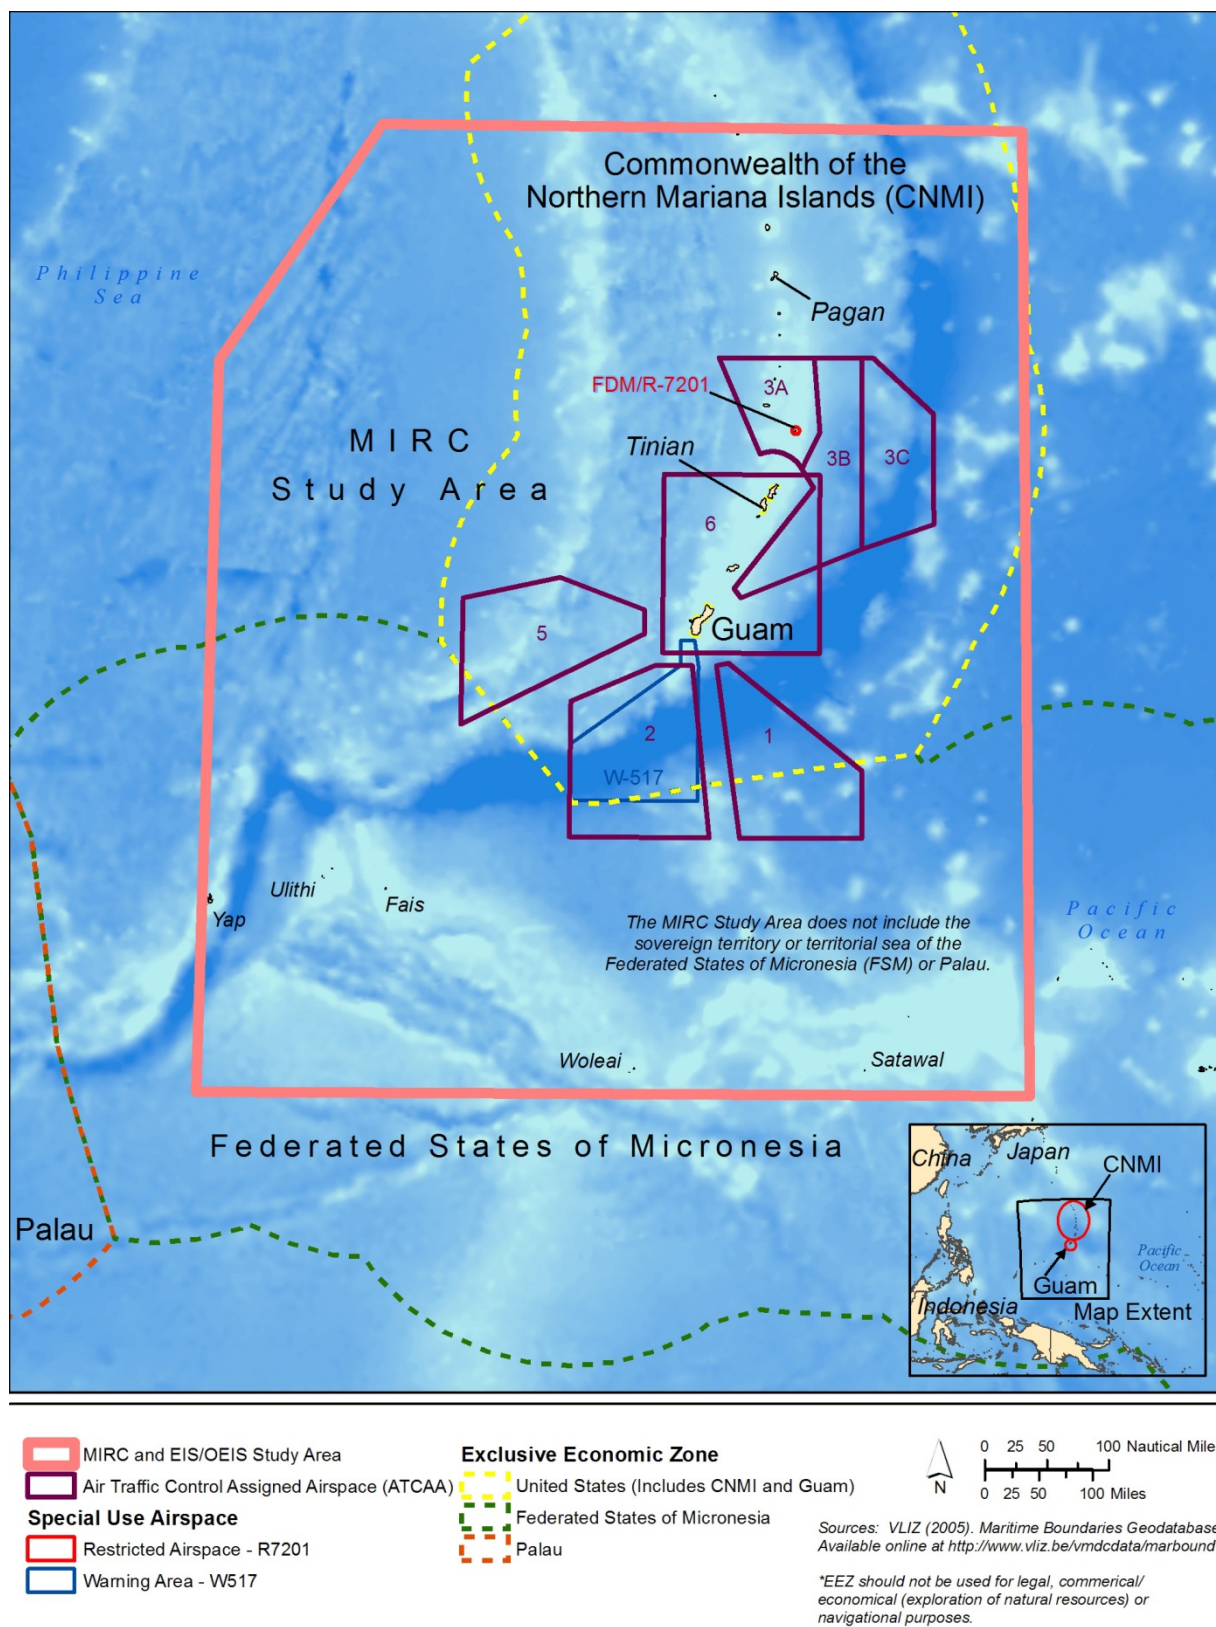 Commonwealth of the
Northern Mariana Islands (CNMI)
Philippine
Sea
Pagan
FDM/R-7201
3A
MIRC
Study Area
Tinian
3B
3C
6
5
Guam
2
1
W-517
Ulithi
Fais
Yap
The MIRC Study Area does not include the
sovereign territory or territorial sea of the
Federated States of Micronesia (FSM) or Palau.
Pacific
Ocean
Woleai
Satawal
Federated States of Micronesia
Palau
China
Japan
CNMI
Pacific
Ocean
Guam
Indonesia
Map Extent
MIRC and EIS/OEIS Study Area
Air Traffic Control Assigned Airspace (ATCAA)
Special Use Airspace
Restricted Airspace - R7201
Warning Area - W517
Exclusive Economic Zone
United States (Includes CNMI and Guam)
Federated States of Micronesia
Palau
N
0 25 50 100 Nautical Mile
0 25 50 100 Miles
Sources: VLIZ (2005). Maritime Boundaries Geodatabase
Available online at http://www.vliz.be/vmdcdata/marbound
*EEZ should not be used for legal, commerical/
economical (exploration of natural resources) or
navigational purposes.